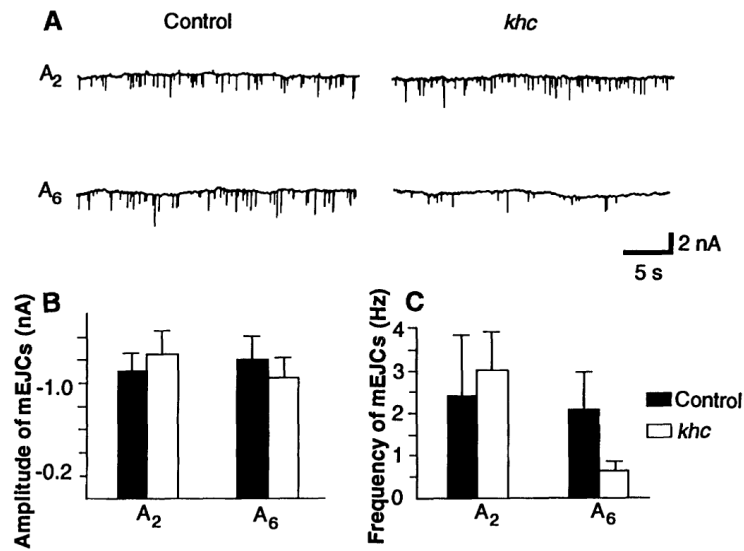 A
Control
khc
A2
A6
2 nA
5 s
B
Amplitude of mEJCs (nA)
-1.0
-0.2
A2
A6
C
Frequency of mEJCs (Hz)
4
3
2
1
0
A2
A6
Control
khc